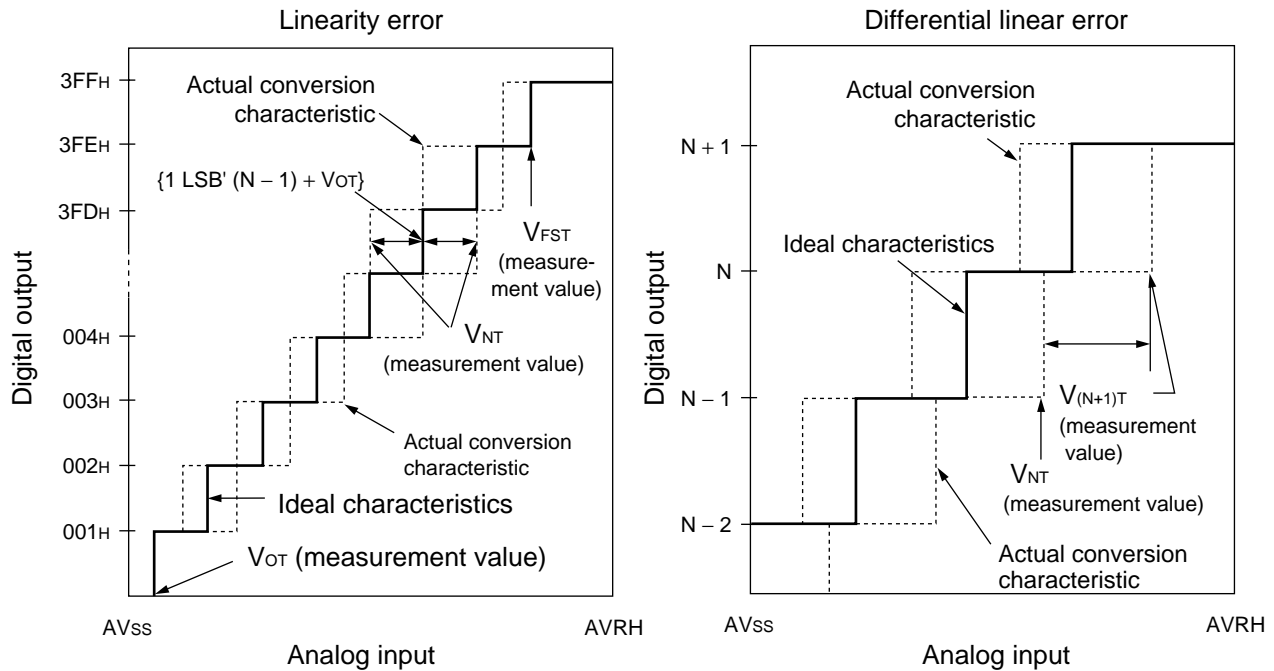 Linearity error
3FFH
3FEH
3FDH
004H
003H
002H
001H
Digital output
Actual conversion
characteristic
{1 LSB' (N − 1) + VOT}
VFST
(measure-
ment value)
VNT
(measurement value)
Actual conversion
characteristic
Ideal characteristics
VOT (measurement value)
AVSS
AVRH
Analog input
Differential linear error
N + 1
N
N − 1
N − 2
Digital output
Actual conversion
characteristic
Ideal characteristics
V(N+1)T
(measurement
value)
VNT
(measurement value)
Actual conversion
characteristic
AVSS
AVRH
Analog input